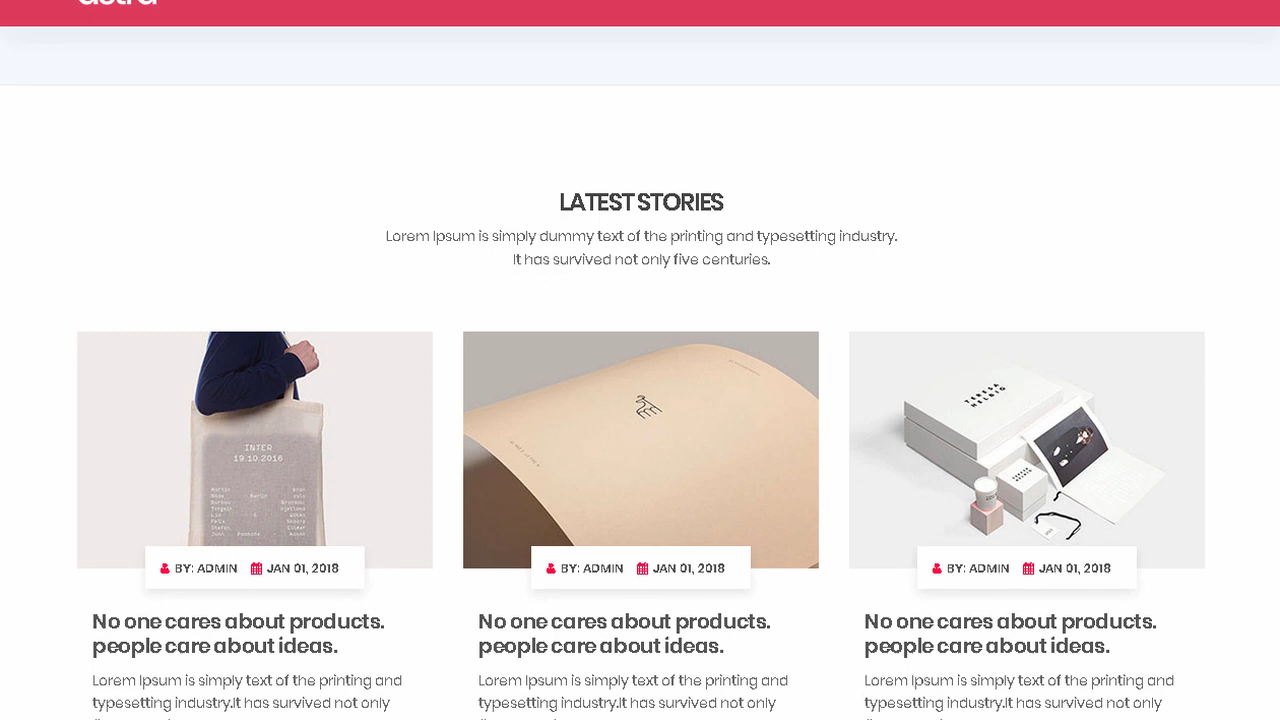 LATEST STORIES
Lorem Ipsum is simply dummy text of the printing and typesetting industry.
It has survived not only five centuries.
INTER
19.10.2016
TERESA
HELBIG
BY: ADMIN JAN 01, 2018
BY: ADMIN JAN 01, 2018
BY: ADMIN JAN 01, 2018
No one cares about products.
people care about ideas.
Lorem Ipsum is simply text of the printing and
typesetting industry.It has survived not only
No one cares about products.
people care about ideas.
Lorem Ipsum is simply text of the printing and
typesetting industry.It has survived not only
No one cares about products.
people care about ideas.
Lorem Ipsum is simply text of the printing and
typesetting industry.It has survived not only